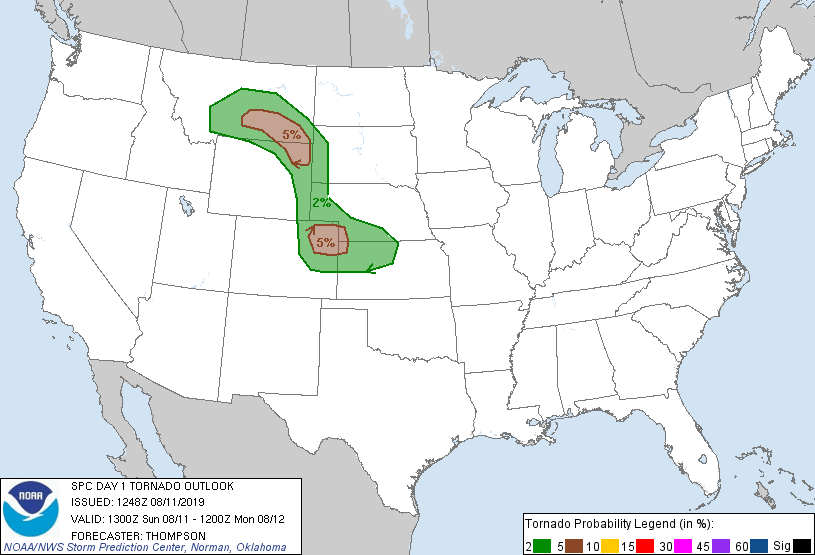 5%
2%
5%
NOAA
SPC DAY 1 TORNADO OUTLOOK
ISSUED: 1248Z 08/11/2019
VALID: 1300Z Sun 08/11 - 1200Z Mon 08/12
FORECASTER: THOMPSON
NOAA/NWS Storm Prediction Center, Norman, Oklahoma
Tornado Probability Legend (in %):
2 5 10 15 30 45 60 Sig